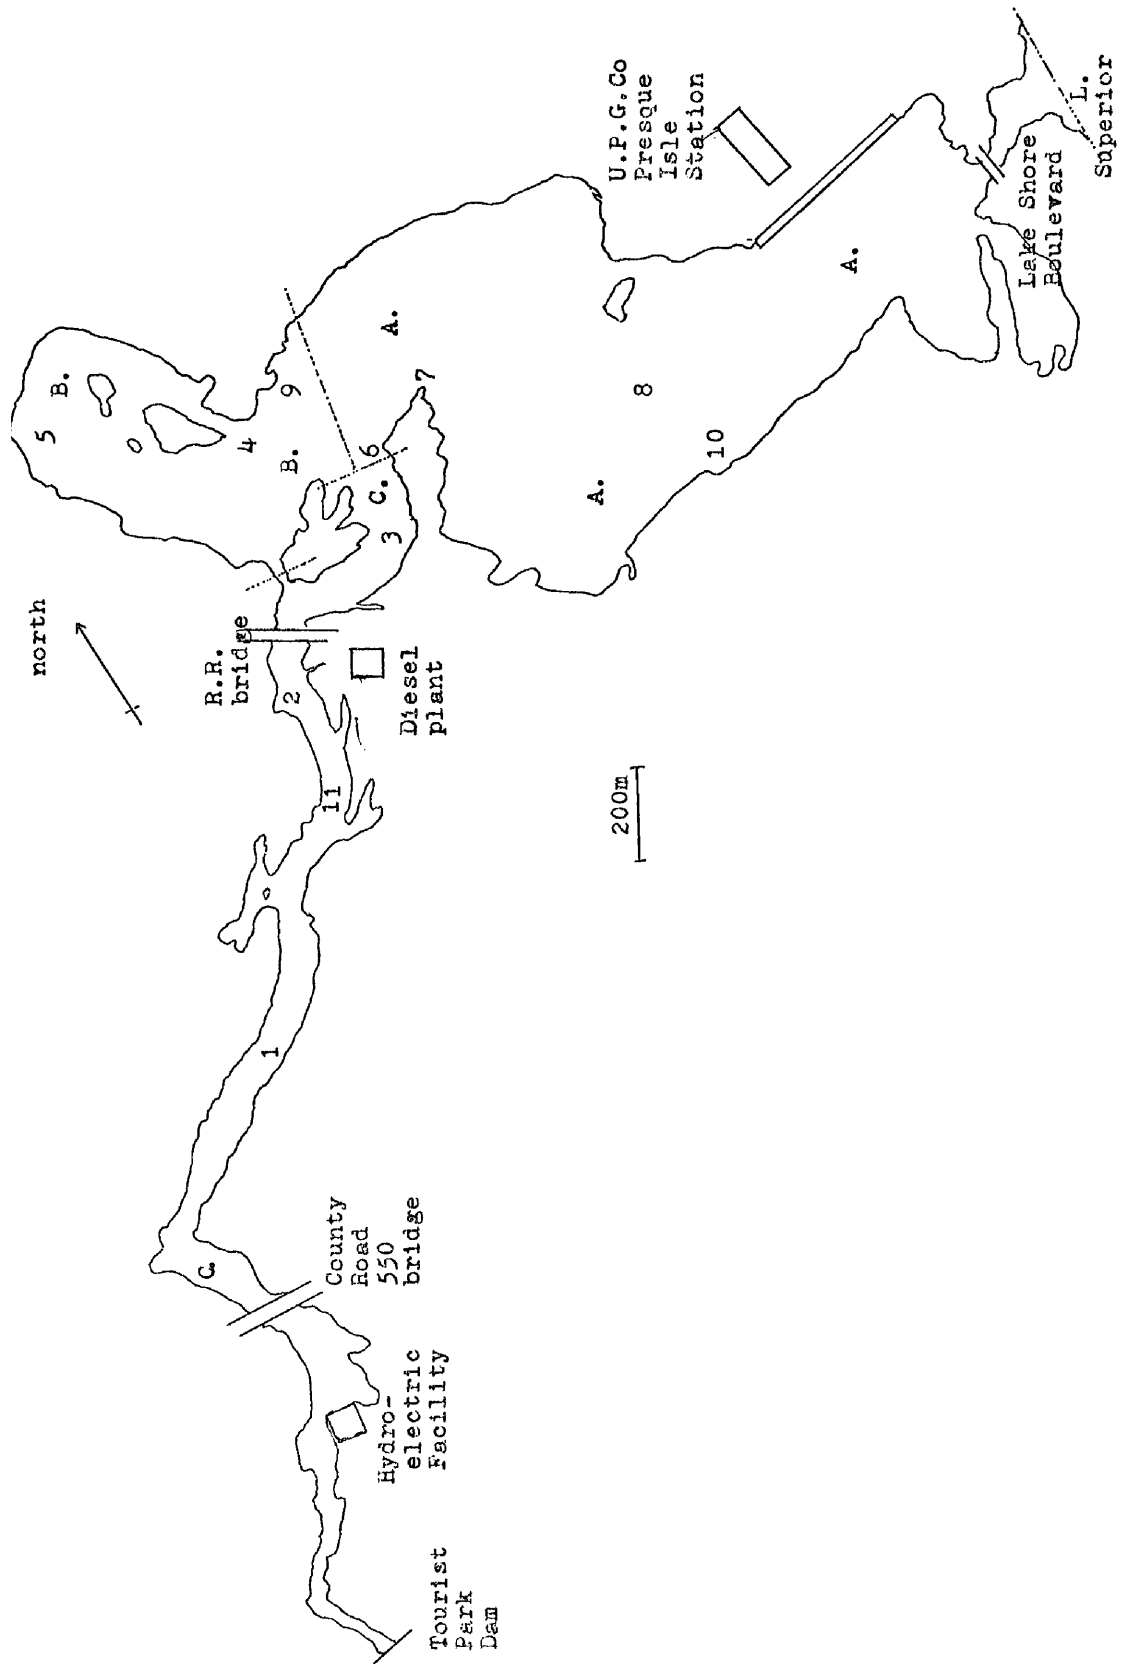 north
R.R.
bridge
Diesel
plant
U.P.G.Co
Presque
Isle
Station
Lake Shore
Boulevard
L.
Superior
County
Road
550
bridge
Hydro-
electric
Facility
Tourist
Park
Dam
200m
5
B.
4
9
B.
A.
6
7
C.
3
8
A.
A.
10
2
11
1
C.